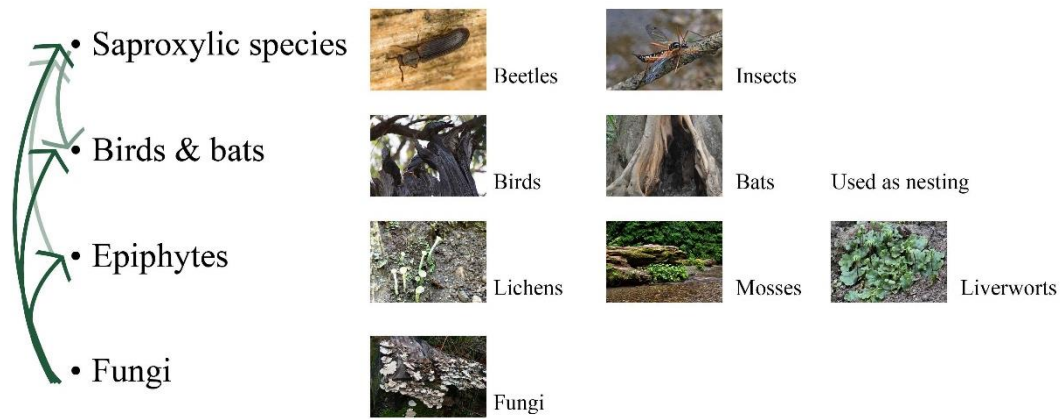 • Saproxylic species
Beetles
Insects
• Birds & bats
Birds
Bats
Used as nesting
• Epiphytes
Lichens
Mosses
Liverworts
• Fungi
Fungi